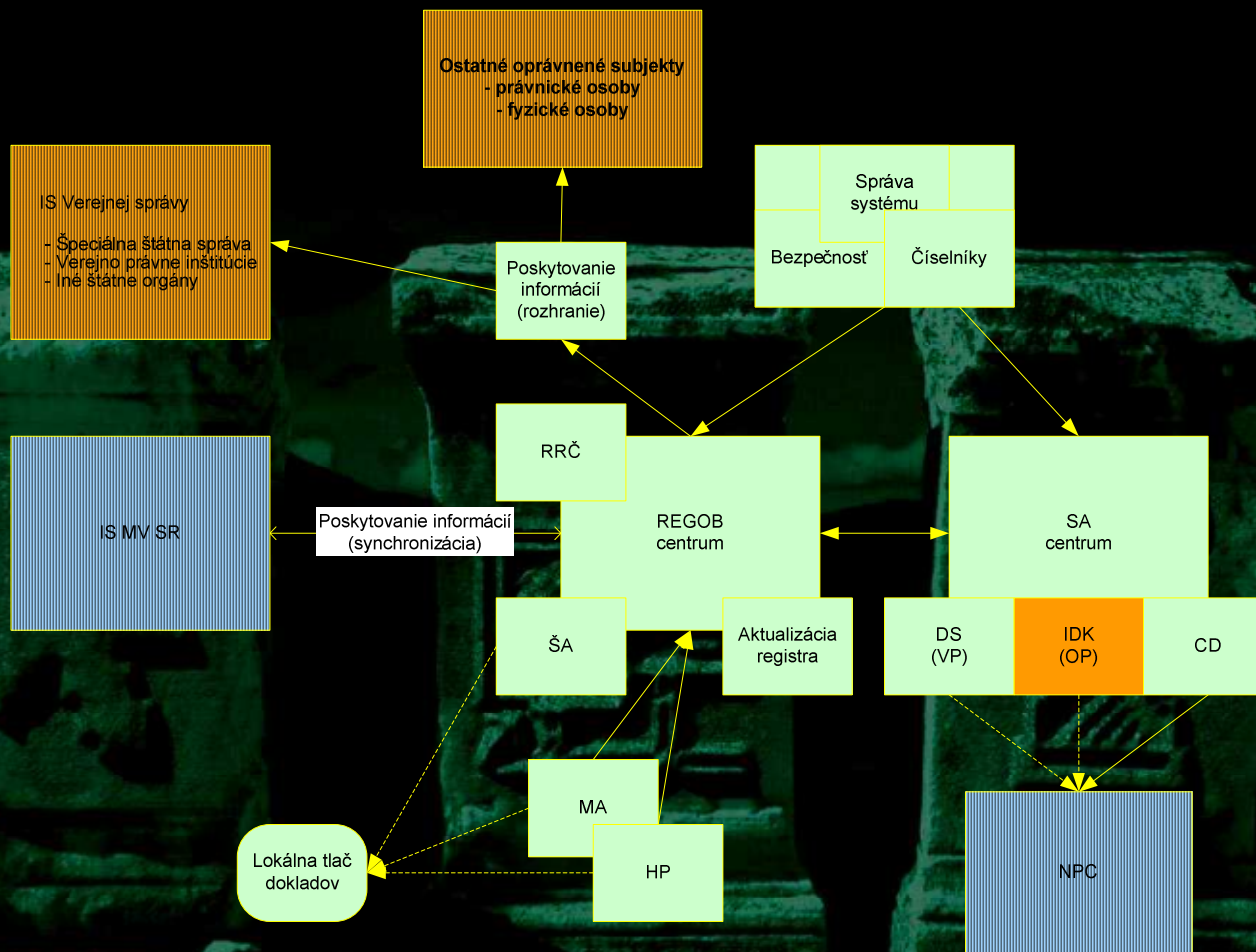 Ostatné oprávnené subjekty
- právnické osoby
- fyzické osoby
IS Verejnej správy
- Špeciálna štátna správa
- Verejno právne inštitúcie
- Iné štátne orgány
Správa
systému
Bezpečnosť
Číselníky
Poskytovanie
informácií
(rozhranie)
RRČ
IS MV SR
Poskytovanie informácií
(synchronizácia)
REGOB
centrum
SA
centrum
ŠA
Aktualizácia
registra
DS
(VP)
IDK
(OP)
CD
MA
HP
Lokálna tlač
dokladov
NPC